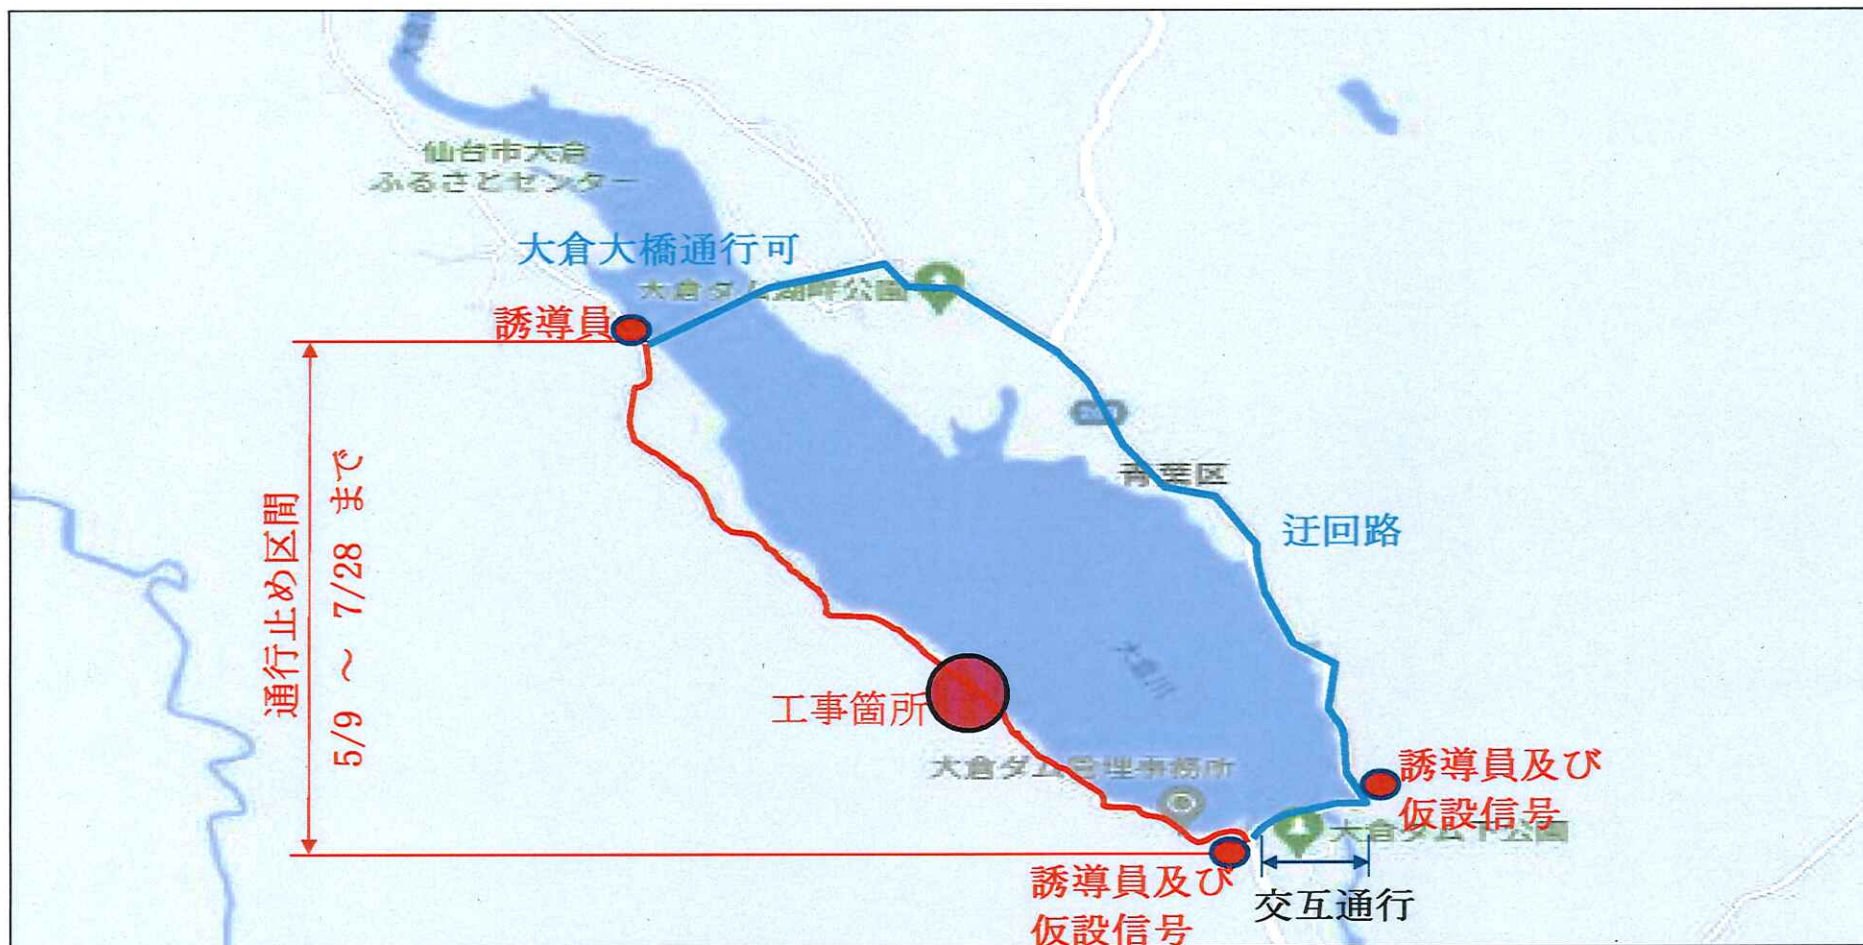 仙台市大倉
ふるさとセンター
大倉大橋通行可
大倉ダム湖畔公園
誘導員
通行止め区間
5/9 ～ 7/28 まで
青葉区
迂回路
大倉川
工事箇所
大倉ダム管理事務所
誘導員及び
仮設信号
大倉ダム下公園
誘導員及び
仮設信号
交互通行